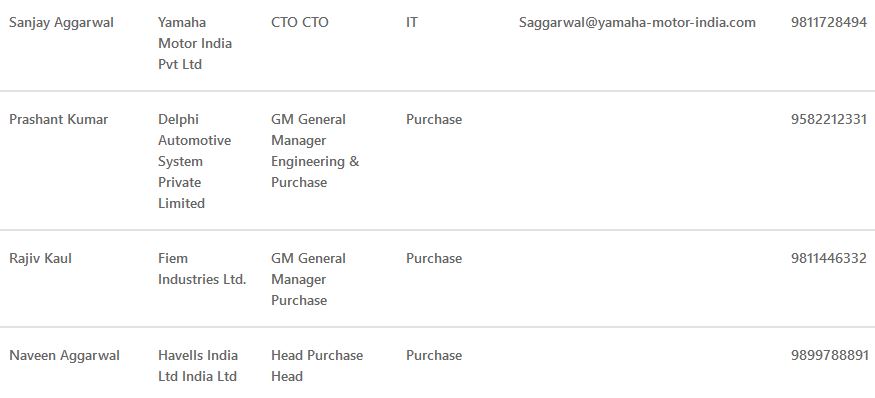 Sanjay Aggarwal Yamaha CTO CTO IT Saggarwal@yamaha-motor-india.com 9811728494
Motor India
Pvt Ltd
Prashant Kumar Delphi GM General Purchase 9582212331
Automotive Manager
System Engineering &
Private Purchase
Limited
Rajiv Kaul Fiem GM General Purchase 9811446332
Industries Ltd. Manager
Purchase
Naveen Aggarwal Havells India Head Purchase Purchase 9899788891
Ltd India Ltd Head